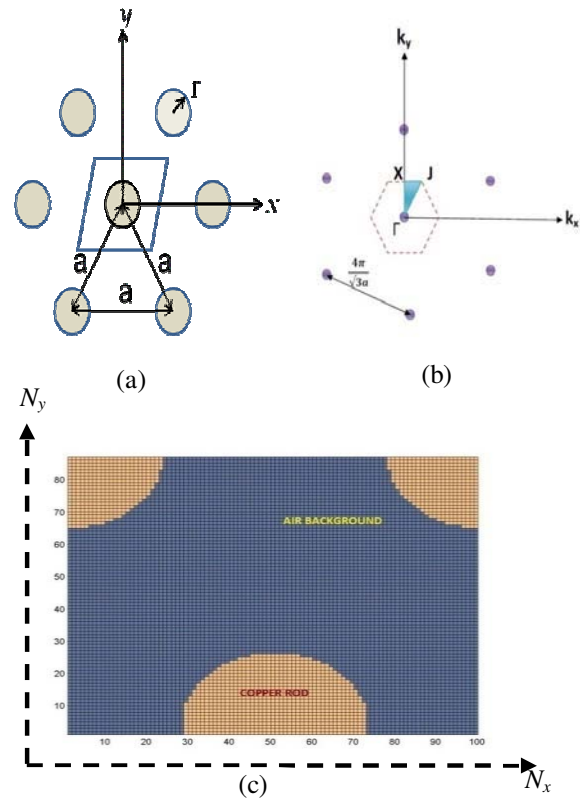 y
r
x
a
a
a
(a)
k_y
X
J
Γ
k_x
4π/√3a
(b)
N_y
80
70
60
50
40
30
20
10
AIR BACKGROUND
COPPER ROD
10 20 30 40 50 60 70 80 90 100
N_x
(c)